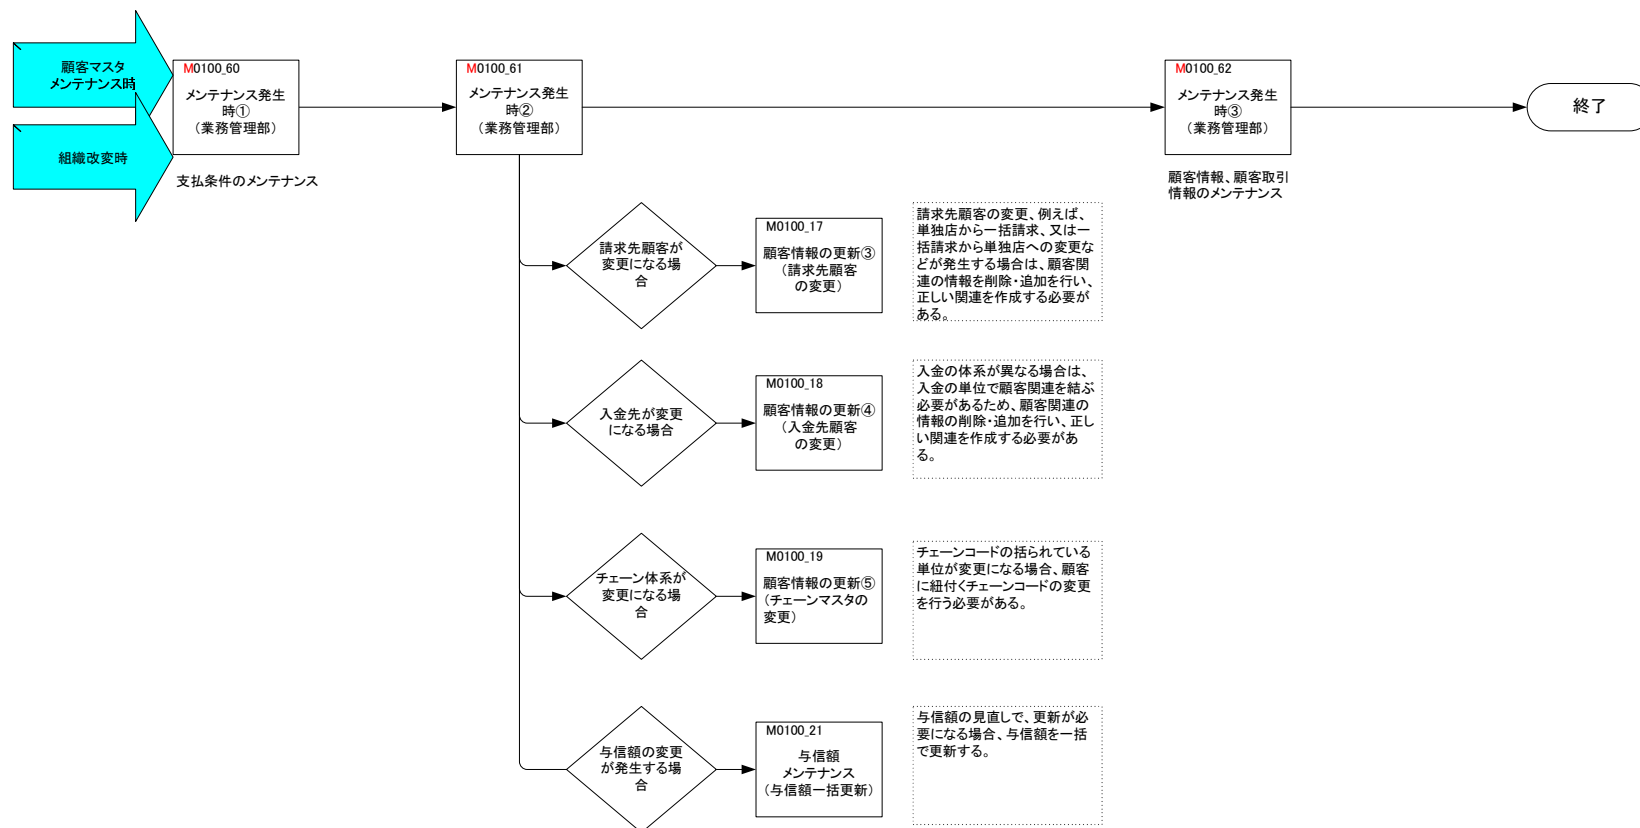 顧客マスタ
メンテナンス時
組織改変時
M0100_60
メンテナンス発生
時①
（業務管理部）
支払条件のメンテナンス
M0100_61
メンテナンス発生
時②
（業務管理部）
M0100_62
メンテナンス発生
時③
（業務管理部）
顧客情報、顧客取引
情報のメンテナンス
終了
請求先顧客が
変更になる場
合
M0100_17
顧客情報の更新③
（請求先顧客
の変更）
請求先顧客の変更、例えば、
単独店から一括請求、又は一
括請求から単独店への変更な
どが発生する場合は、顧客関
連の情報を削除・追加を行い、
正しい関連を作成する必要が
ある。
入金先が変更
になる場合
M0100_18
顧客情報の更新④
（入金先顧客
の変更）
入金の体系が異なる場合は、
入金の単位で顧客関連を結ぶ
必要があるため、顧客関連の
情報の削除・追加を行い、正し
い関連を作成する必要があ
る。
チェーン体系が
変更になる場
合
M0100_19
顧客情報の更新⑤
（チェーンマスタの
変更）
チェーンコードの括られている
単位が変更になる場合、顧客
に紐付くチェーンコードの変更
を行う必要がある。
与信額の変更
が発生する場
合
M0100_21
与信額
メンテナンス
（与信額一括更新）
与信額の見直しで、更新が必
要になる場合、与信額を一括
で更新する。